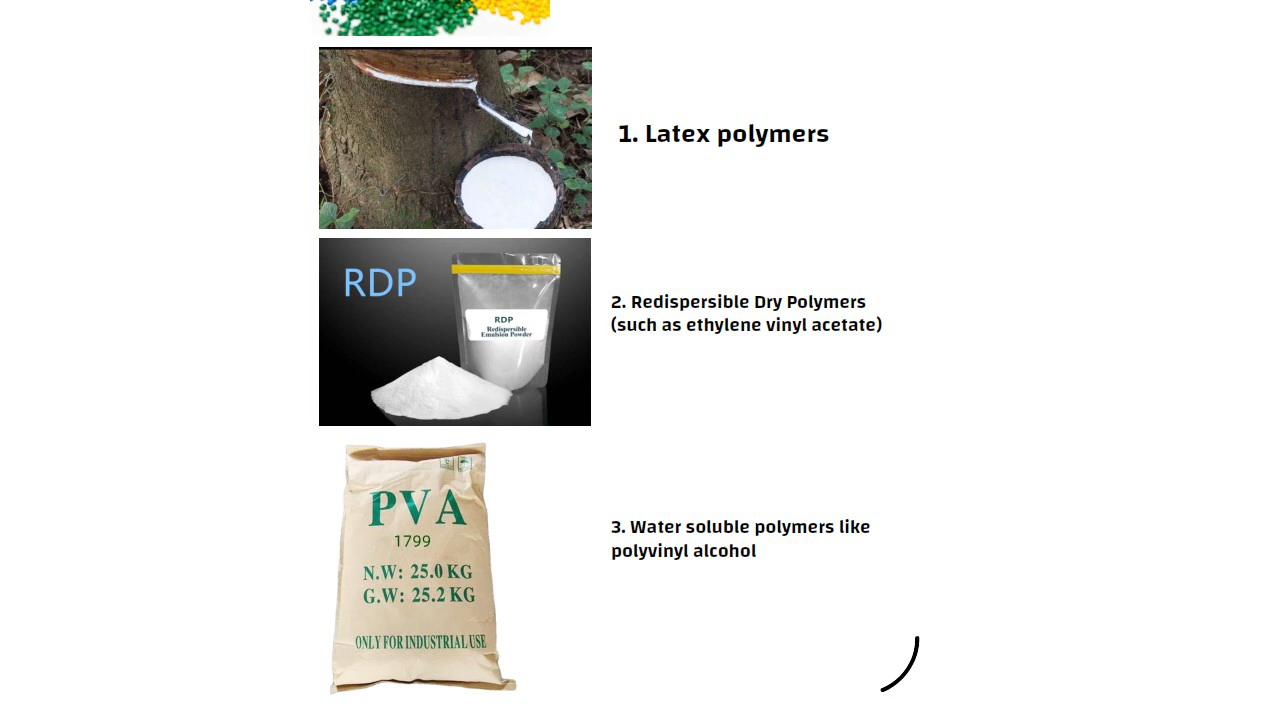 1. Latex polymers
RDP
RDP
Redispersible
Emulsion Powder
2. Redispersible Dry Polymers
(such as ethylene vinyl acetate)
PVA
1799
N.W: 25.0 KG
G.W: 25.2 KG
ONLY FOR INDUSTRIAL USE
3. Water soluble polymers like
polyvinyl alcohol